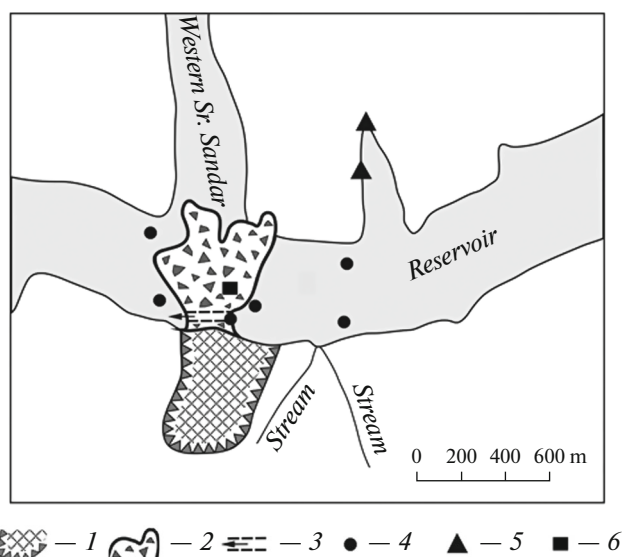 Western Sr. Sandar
Reservoir
Stream
Stream
0 200 400 600 m
— 1 — 2 — 3 — 4 — 5 — 6